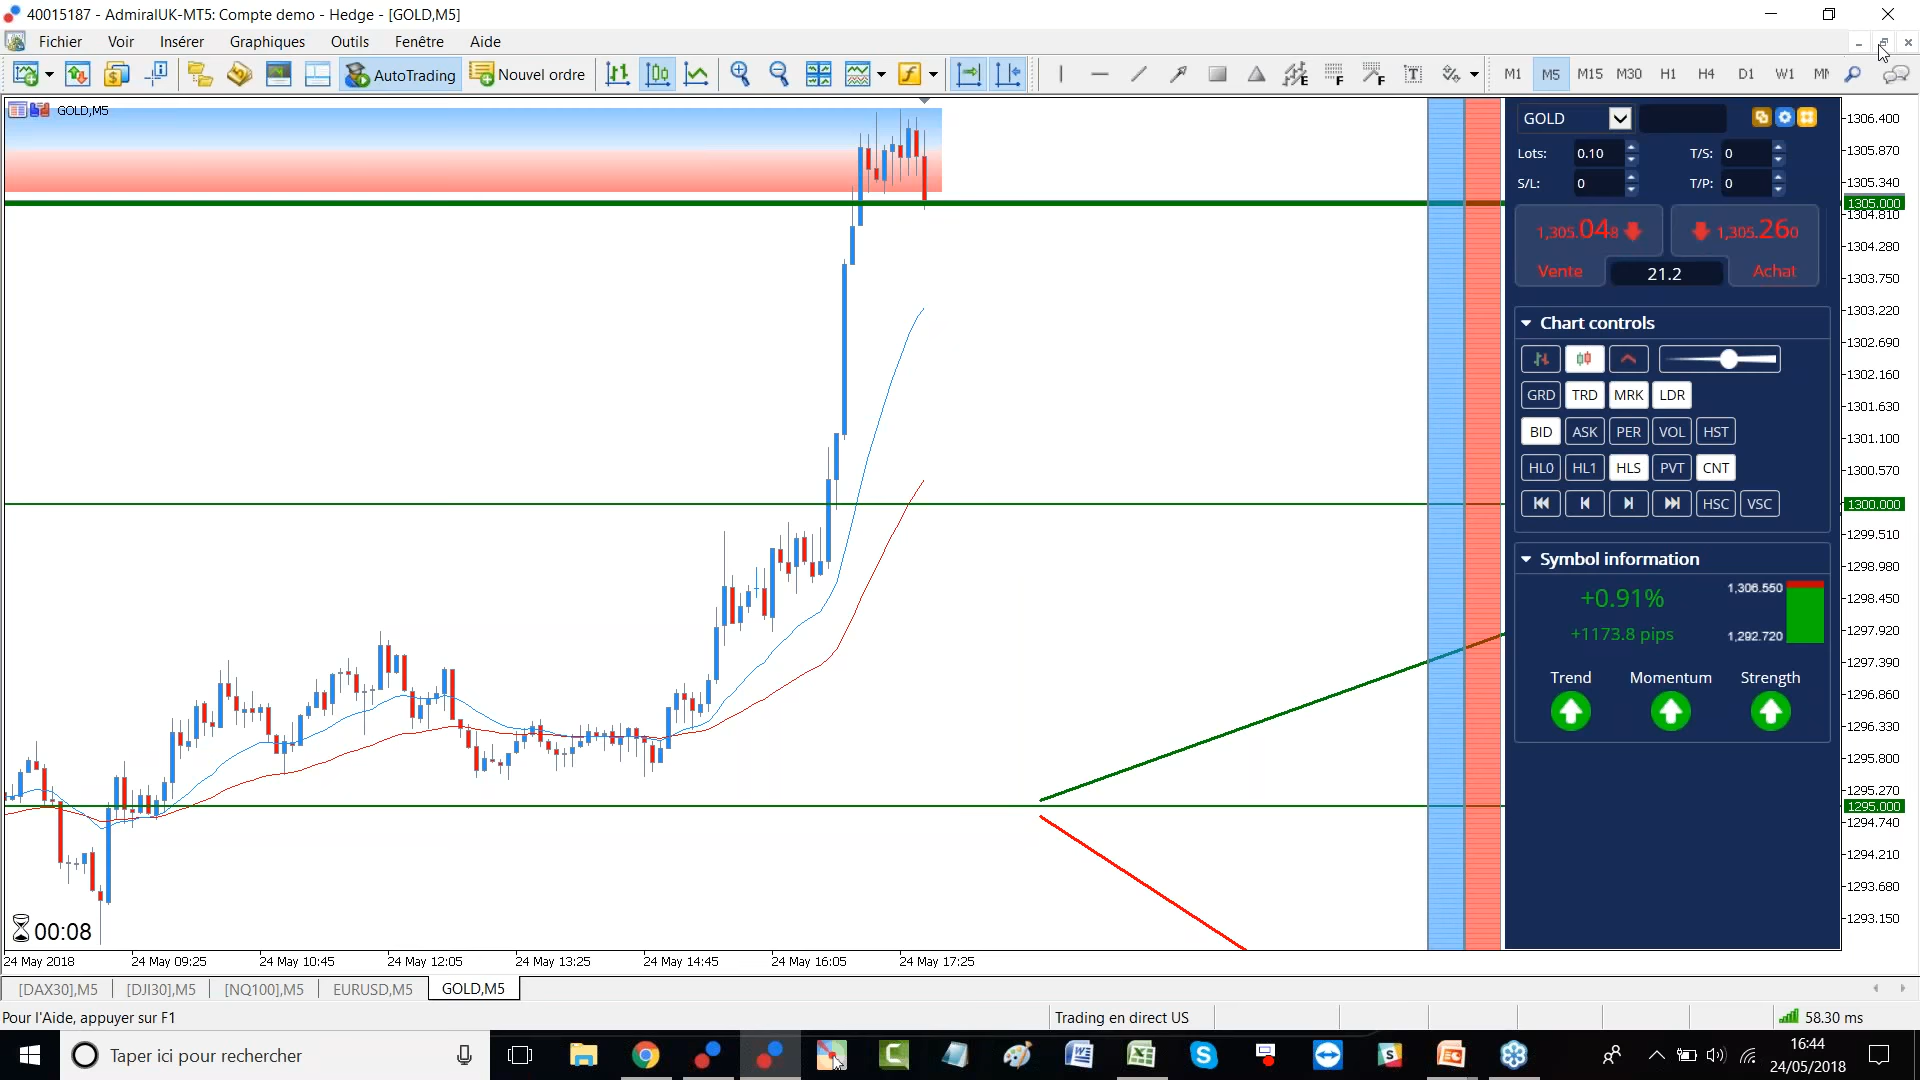 40015187 - AdmiralUK-MT5: Compte demo - Hedge - [GOLD,M5]
Fichier Voir Insérer Graphiques Outils Fenêtre Aide
AutoTrading Nouvel ordre M1 M5 M15 M30 H1 H4 D1 W1
GOLD,M5
GOLD
Lots: 0.10 T/S: 0
S/L: 0 T/P: 0
1,305.048 1,305.260
Vente 21.2 Achat
Chart controls
GRD TRD MRK LDR
BID ASK PER VOL HST
HL0 HL1 HLS PVT CNT
HSC VSC
Symbol information
+0.91%
+1173.8 pips
1,306.550
1,292.720
Trend Momentum Strength
1306.400
1305.870
1305.340
1305.000
1304.810
1304.280
1303.750
1303.220
1302.690
1302.160
1301.630
1301.100
1300.570
1300.000
1299.510
1298.980
1298.450
1297.920
1297.390
1296.860
1296.330
1295.800
1295.270
1295.000
1294.740
1294.210
1293.680
1293.150
00:08
24 May 2018 24 May 09:25 24 May 10:45 24 May 12:05 24 May 13:25 24 May 14:45 24 May 16:05 24 May 17:25
[DAX30],M5 [DJI30],M5 [NQ100],M5 EURUSD,M5 GOLD,M5
Pour l'Aide, appuyer sur F1 Trading en direct US 58.30 ms
Taper ici pour rechercher
16:44
24/05/2018